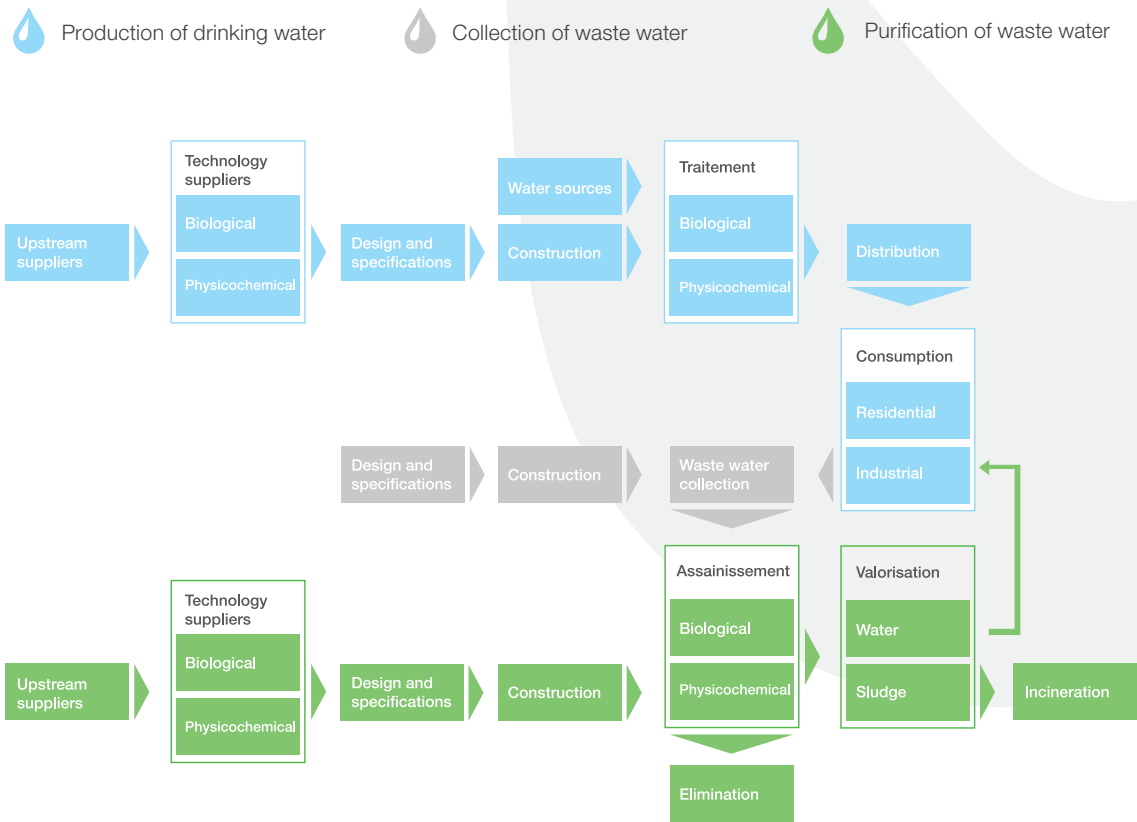 Production of drinking water
Collection of waste water
Purification of waste water
Technology
suppliers
Biological
Physicochemical
Upstream
suppliers
Design and
specifications
Water sources
Construction
Traitement
Biological
Physicochemical
Distribution
Consumption
Residential
Industrial
Design and
specifications
Construction
Waste water
collection
Upstream
suppliers
Technology
suppliers
Biological
Physicochemical
Design and
specifications
Construction
Assainissement
Biological
Physicochemical
Valorisation
Water
Sludge
Incineration
Elimination